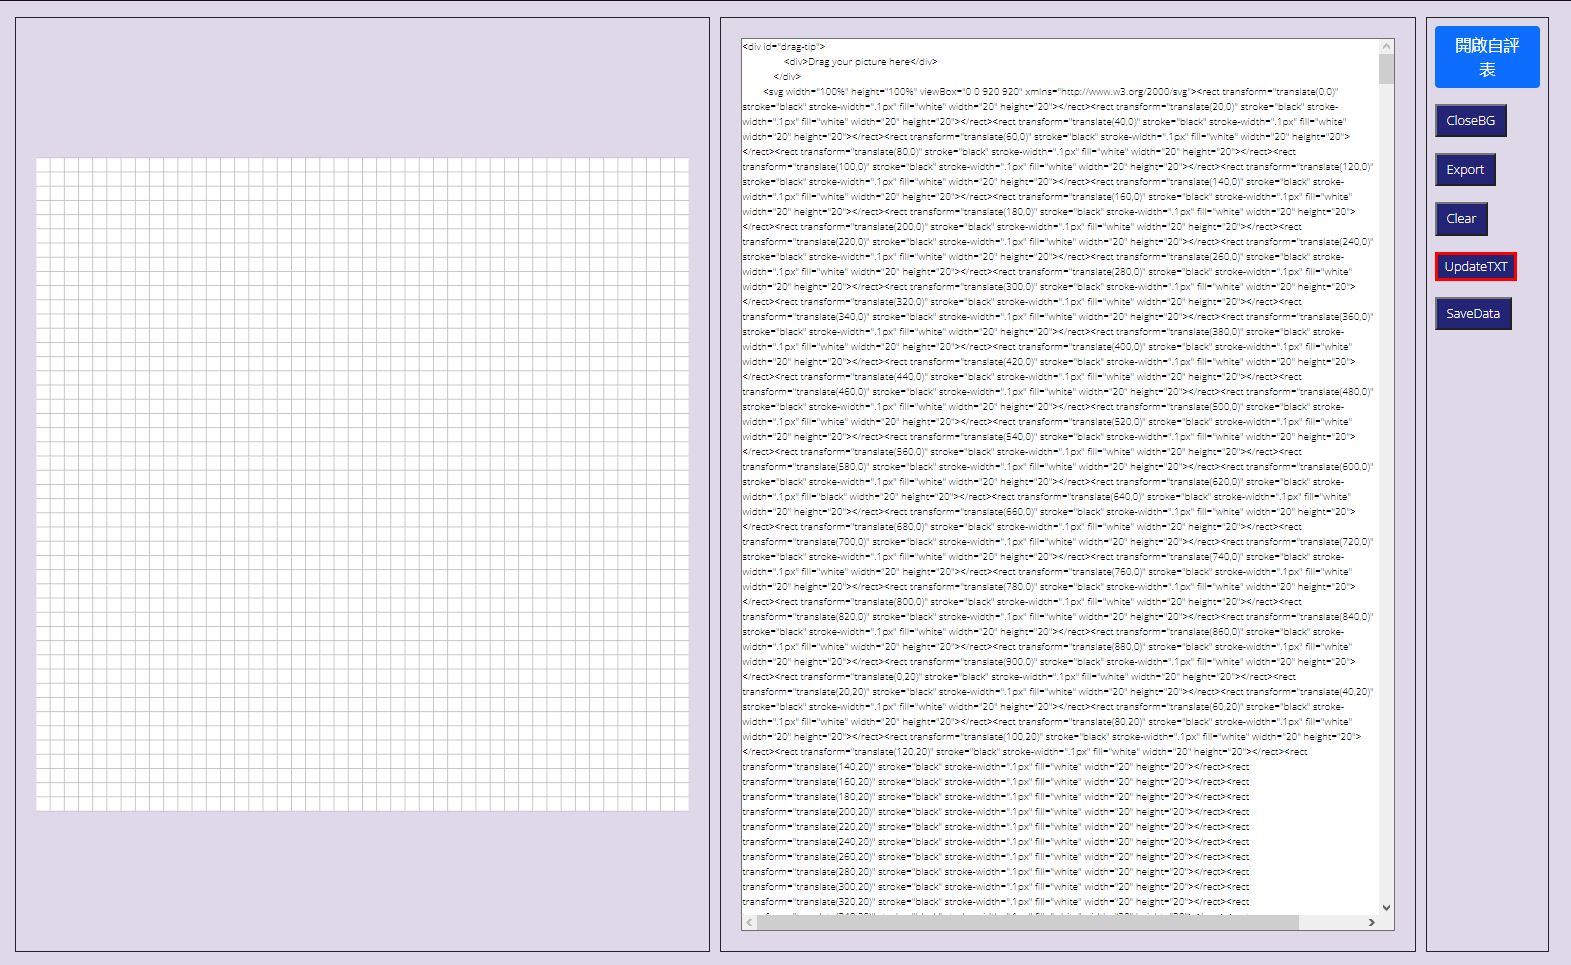 <div id="drag-tip">
<div>Drag your picture here</div>
</div>
<svg width="100%" height="100%" viewBox="0 0 920 920" xmlns="http://www.w3.org/2000/svg"><rect transform="translate(0,0)"
stroke="black" stroke-width=".1px" fill="white" width="20" height="20"></rect><rect transform="translate(20,0)" stroke="black" stroke-
width=".1px" fill="white" width="20" height="20"></rect><rect transform="translate(40,0)" stroke="black" stroke-width=".1px" fill="white"
width="20" height="20"></rect><rect transform="translate(60,0)" stroke="black" stroke-width=".1px" fill="white" width="20" height="20">
</rect><rect transform="translate(80,0)" stroke="black" stroke-width=".1px" fill="white" width="20" height="20"></rect><rect
transform="translate(100,0)" stroke="black" stroke-width=".1px" fill="white" width="20" height="20"></rect><rect transform="translate(120,0)"
stroke="black" stroke-width=".1px" fill="white" width="20" height="20"></rect><rect transform="translate(140,0)" stroke="black" stroke-
width=".1px" fill="white" width="20" height="20"></rect><rect transform="translate(160,0)" stroke="black" stroke-width=".1px" fill="white"
width="20" height="20"></rect><rect transform="translate(180,0)" stroke="black" stroke-width=".1px" fill="white" width="20" height="20">
</rect><rect transform="translate(200,0)" stroke="black" stroke-width=".1px" fill="white" width="20" height="20"></rect><rect
transform="translate(220,0)" stroke="black" stroke-width=".1px" fill="white" width="20" height="20"></rect><rect transform="translate(240,0)"
stroke="black" stroke-width=".1px" fill="white" width="20" height="20"></rect><rect transform="translate(260,0)" stroke="black" stroke-
width=".1px" fill="white" width="20" height="20"></rect><rect transform="translate(280,0)" stroke="black" stroke-width=".1px" fill="white"
width="20" height="20"></rect><rect transform="translate(300,0)" stroke="black" stroke-width=".1px" fill="white" width="20" height="20">
</rect><rect transform="translate(320,0)" stroke="black" stroke-width=".1px" fill="white" width="20" height="20"></rect><rect
transform="translate(340,0)" stroke="black" stroke-width=".1px" fill="white" width="20" height="20"></rect><rect transform="translate(360,0)"
stroke="black" stroke-width=".1px" fill="white" width="20" height="20"></rect><rect transform="translate(380,0)" stroke="black" stroke-
width=".1px" fill="white" width="20" height="20"></rect><rect transform="translate(400,0)" stroke="black" stroke-width=".1px" fill="white"
width="20" height="20"></rect><rect transform="translate(420,0)" stroke="black" stroke-width=".1px" fill="white" width="20" height="20">
</rect><rect transform="translate(440,0)" stroke="black" stroke-width=".1px" fill="white" width="20" height="20"></rect><rect
transform="translate(460,0)" stroke="black" stroke-width=".1px" fill="white" width="20" height="20"></rect><rect transform="translate(480,0)"
stroke="black" stroke-width=".1px" fill="white" width="20" height="20"></rect><rect transform="translate(500,0)" stroke="black" stroke-
width=".1px" fill="white" width="20" height="20"></rect><rect transform="translate(520,0)" stroke="black" stroke-width=".1px" fill="white"
width="20" height="20"></rect><rect transform="translate(540,0)" stroke="black" stroke-width=".1px" fill="white" width="20" height="20">
</rect><rect transform="translate(560,0)" stroke="black" stroke-width=".1px" fill="white" width="20" height="20"></rect><rect
transform="translate(580,0)" stroke="black" stroke-width=".1px" fill="white" width="20" height="20"></rect><rect transform="translate(600,0)"
stroke="black" stroke-width=".1px" fill="white" width="20" height="20"></rect><rect transform="translate(620,0)" stroke="black" stroke-
width=".1px" fill="black" width="20" height="20"></rect><rect transform="translate(640,0)" stroke="black" stroke-width=".1px" fill="white"
width="20" height="20"></rect><rect transform="translate(660,0)" stroke="black" stroke-width=".1px" fill="white" width="20" height="20">
</rect><rect transform="translate(680,0)" stroke="black" stroke-width=".1px" fill="white" width="20" height="20"></rect><rect
transform="translate(700,0)" stroke="black" stroke-width=".1px" fill="white" width="20" height="20"></rect><rect transform="translate(720,0)"
stroke="black" stroke-width=".1px" fill="white" width="20" height="20"></rect><rect transform="translate(740,0)" stroke="black" stroke-
width=".1px" fill="white" width="20" height="20"></rect><rect transform="translate(760,0)" stroke="black" stroke-width=".1px" fill="white"
width="20" height="20"></rect><rect transform="translate(780,0)" stroke="black" stroke-width=".1px" fill="white" width="20" height="20">
</rect><rect transform="translate(800,0)" stroke="black" stroke-width=".1px" fill="white" width="20" height="20"></rect><rect
transform="translate(820,0)" stroke="black" stroke-width=".1px" fill="white" width="20" height="20"></rect><rect transform="translate(840,0)"
stroke="black" stroke-width=".1px" fill="white" width="20" height="20"></rect><rect transform="translate(860,0)" stroke="black" stroke-
width=".1px" fill="white" width="20" height="20"></rect><rect transform="translate(880,0)" stroke="black" stroke-width=".1px" fill="white"
width="20" height="20"></rect><rect transform="translate(900,0)" stroke="black" stroke-width=".1px" fill="white" width="20" height="20">
</rect><rect transform="translate(0,20)" stroke="black" stroke-width=".1px" fill="white" width="20" height="20"></rect><rect
transform="translate(20,20)" stroke="black" stroke-width=".1px" fill="white" width="20" height="20"></rect><rect transform="translate(40,20)"
stroke="black" stroke-width=".1px" fill="white" width="20" height="20"></rect><rect transform="translate(60,20)" stroke="black" stroke-
width=".1px" fill="white" width="20" height="20"></rect><rect transform="translate(80,20)" stroke="black" stroke-width=".1px" fill="white"
width="20" height="20"></rect><rect transform="translate(100,20)" stroke="black" stroke-width=".1px" fill="white" width="20" height="20">
</rect><rect transform="translate(120,20)" stroke="black" stroke-width=".1px" fill="white" width="20" height="20"></rect><rect
transform="translate(140,20)" stroke="black" stroke-width=".1px" fill="white" width="20" height="20"></rect><rect
transform="translate(160,20)" stroke="black" stroke-width=".1px" fill="white" width="20" height="20"></rect><rect
transform="translate(180,20)" stroke="black" stroke-width=".1px" fill="white" width="20" height="20"></rect><rect
transform="translate(200,20)" stroke="black" stroke-width=".1px" fill="white" width="20" height="20"></rect><rect
transform="translate(220,20)" stroke="black" stroke-width=".1px" fill="white" width="20" height="20"></rect><rect
transform="translate(240,20)" stroke="black" stroke-width=".1px" fill="white" width="20" height="20"></rect><rect
transform="translate(260,20)" stroke="black" stroke-width=".1px" fill="white" width="20" height="20"></rect><rect
transform="translate(280,20)" stroke="black" stroke-width=".1px" fill="white" width="20" height="20"></rect><rect
transform="translate(300,20)" stroke="black" stroke-width=".1px" fill="white" width="20" height="20"></rect><rect
transform="translate(320,20)" stroke="black" stroke-width=".1px" fill="white" width="20" height="20"></rect><rect
開啟自評
表
CloseBG
Export
Clear
UpdateTXT
SaveData